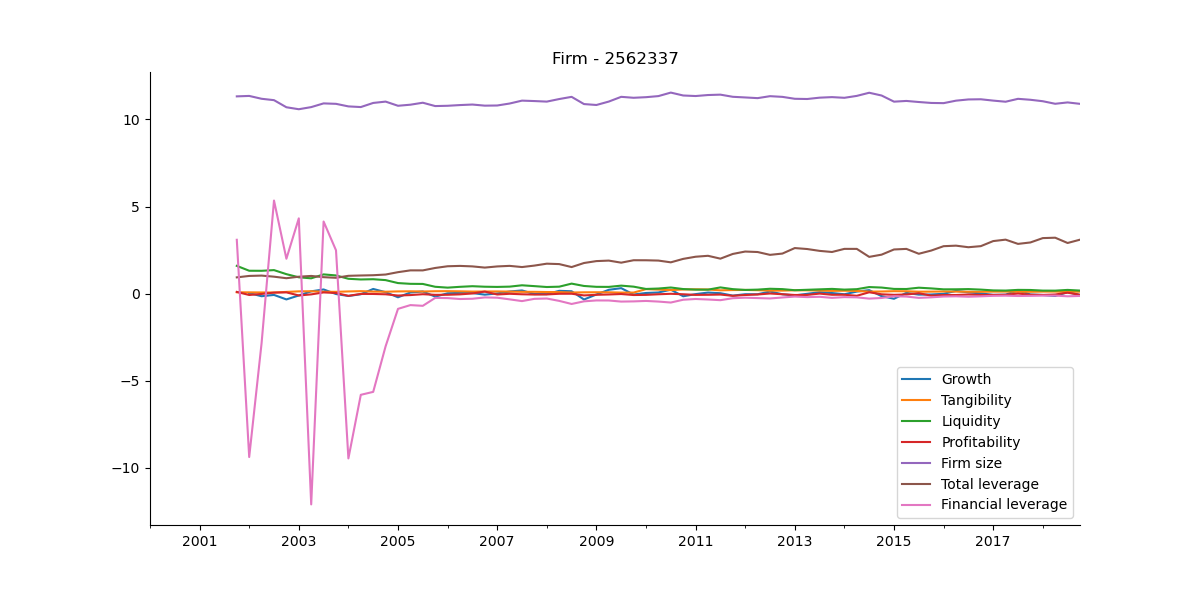 Firm - 2562337
10
5
0
−5
−10
2001 2003 2005 2007 2009 2011 2013 2015 2017
Growth
Tangibility
Liquidity
Profitability
Firm size
Total leverage
Financial leverage